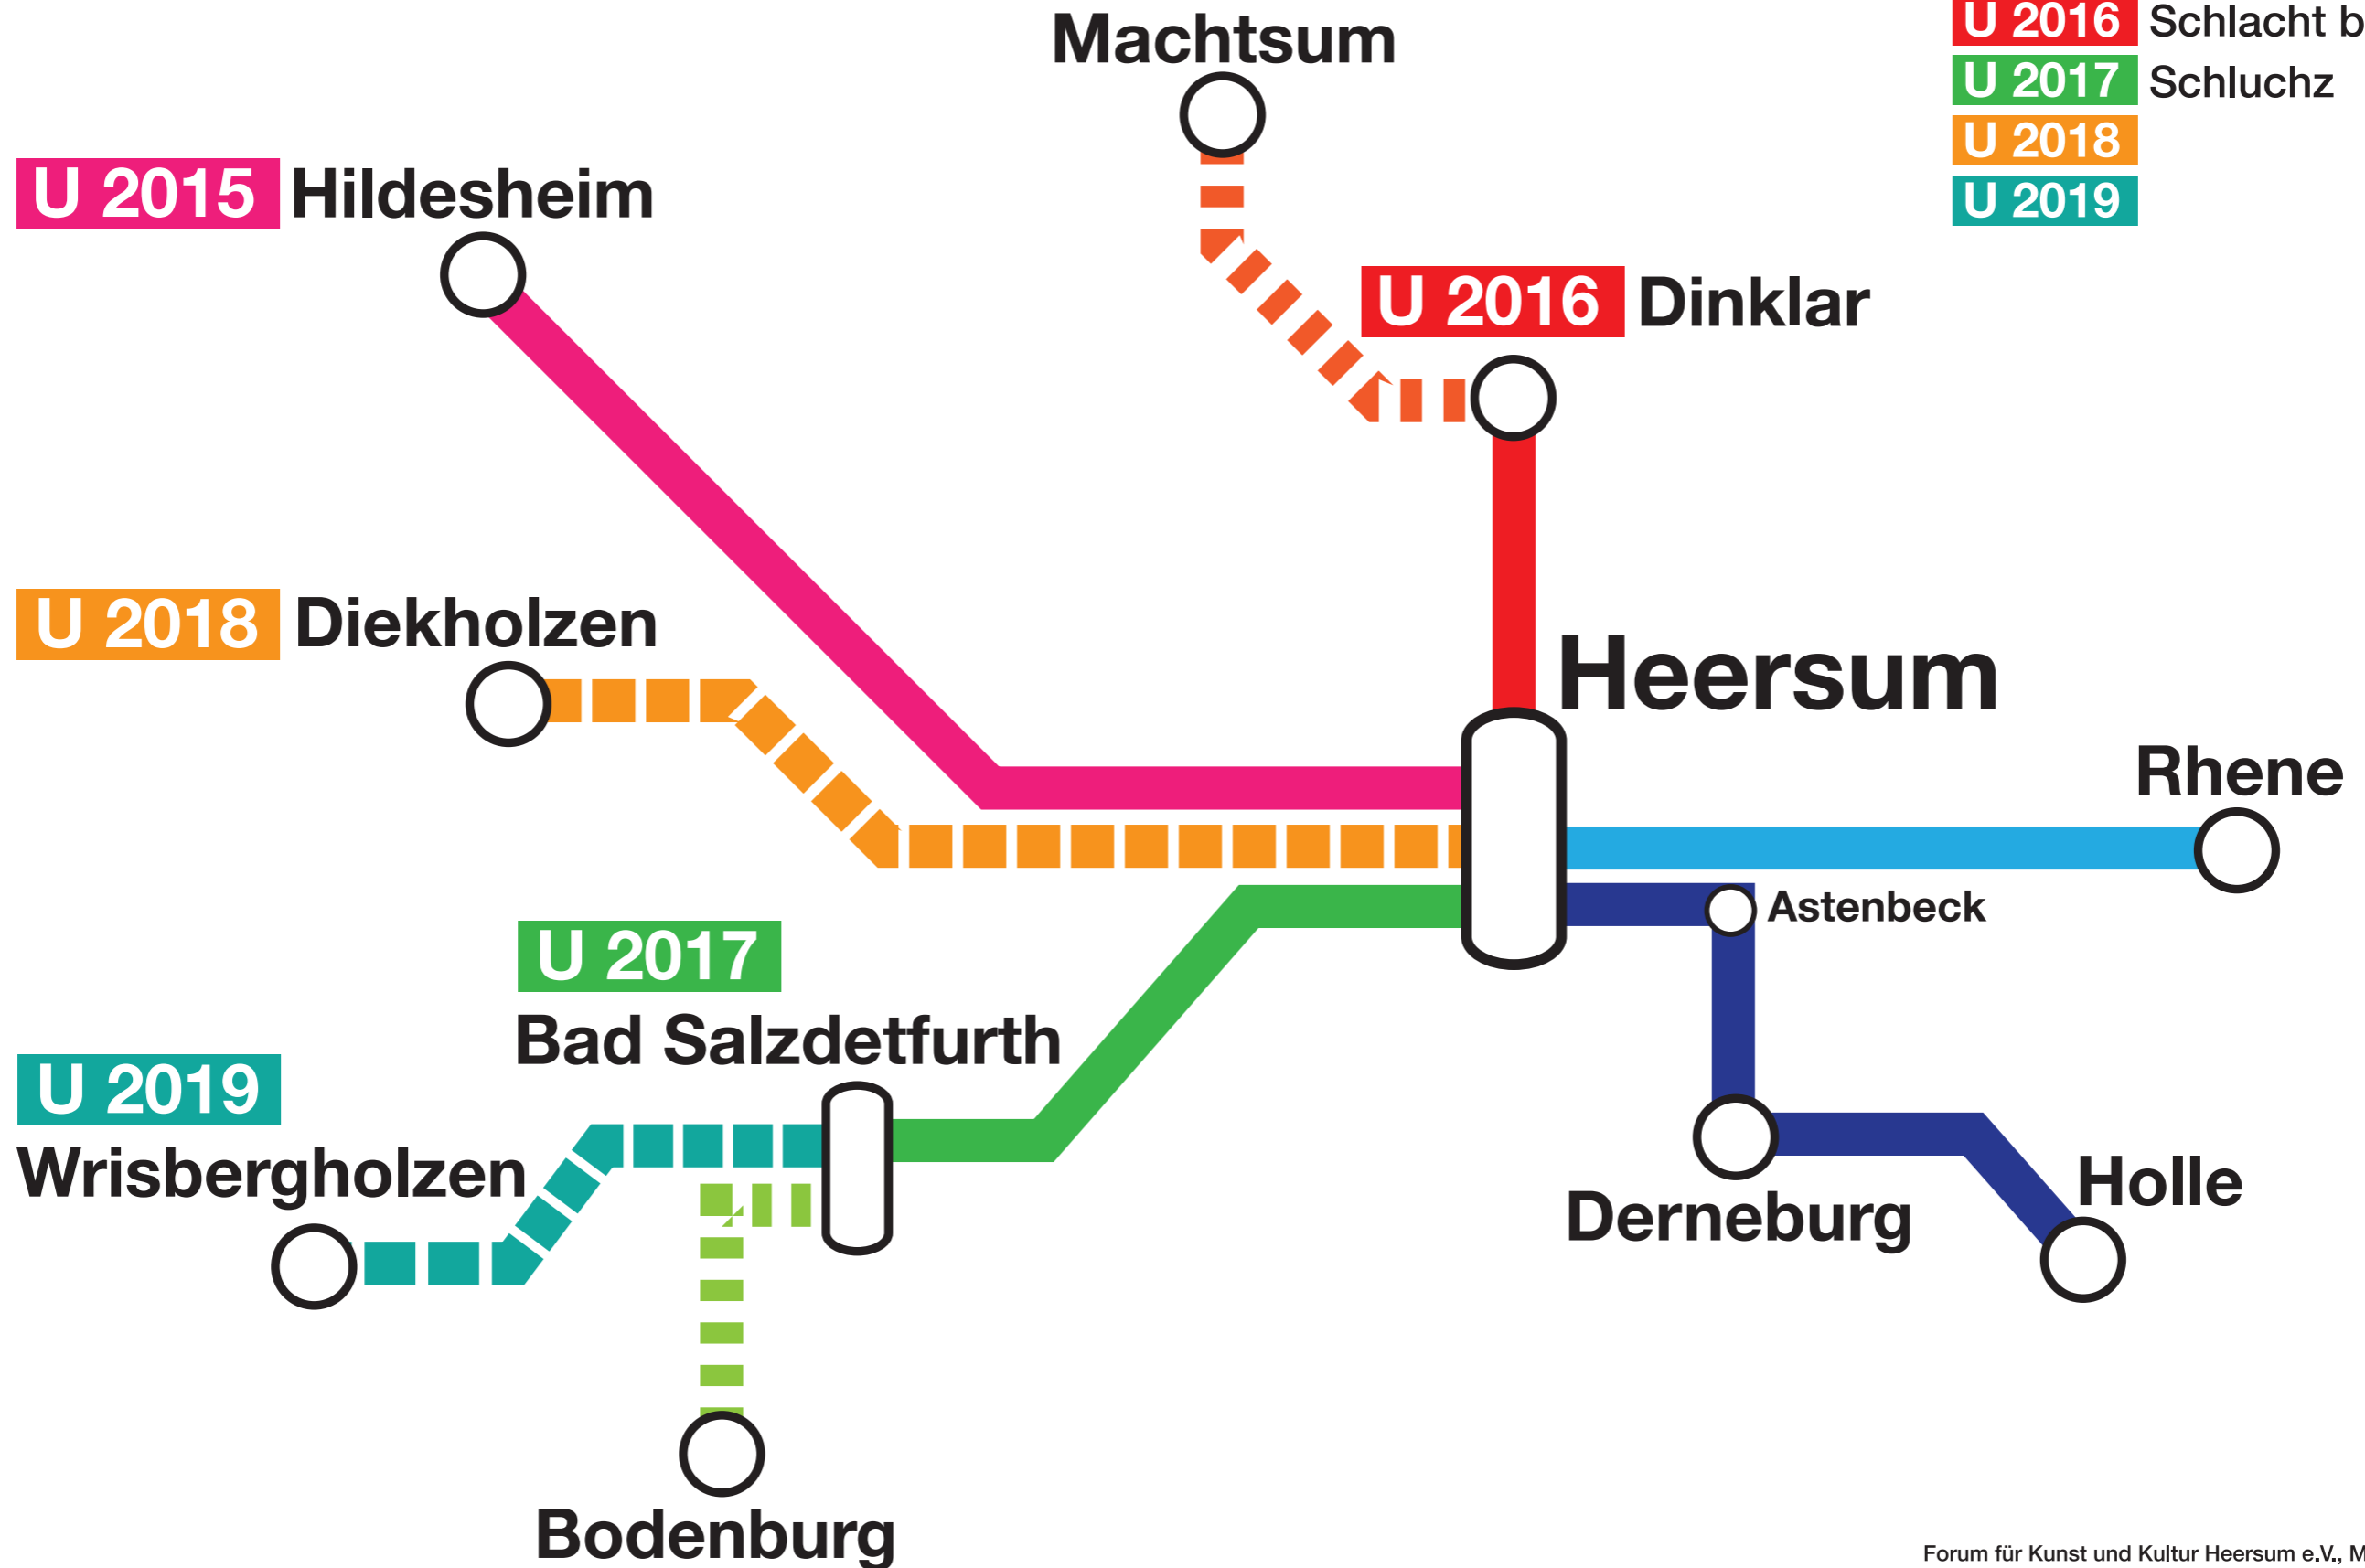 Machtsum
U 2016 Schlacht b
U 2017 Schluchz
U 2018
U 2019
U 2015 Hildesheim
U 2016 Dinklar
U 2018 Diekholzen
Heersum
Rhene
Astenbeck
U 2017
Bad Salzdetfurth
U 2019
Wrisbergholzen
Derneburg
Holle
Bodenburg
Forum für Kunst und Kultur Heersum e.V., M